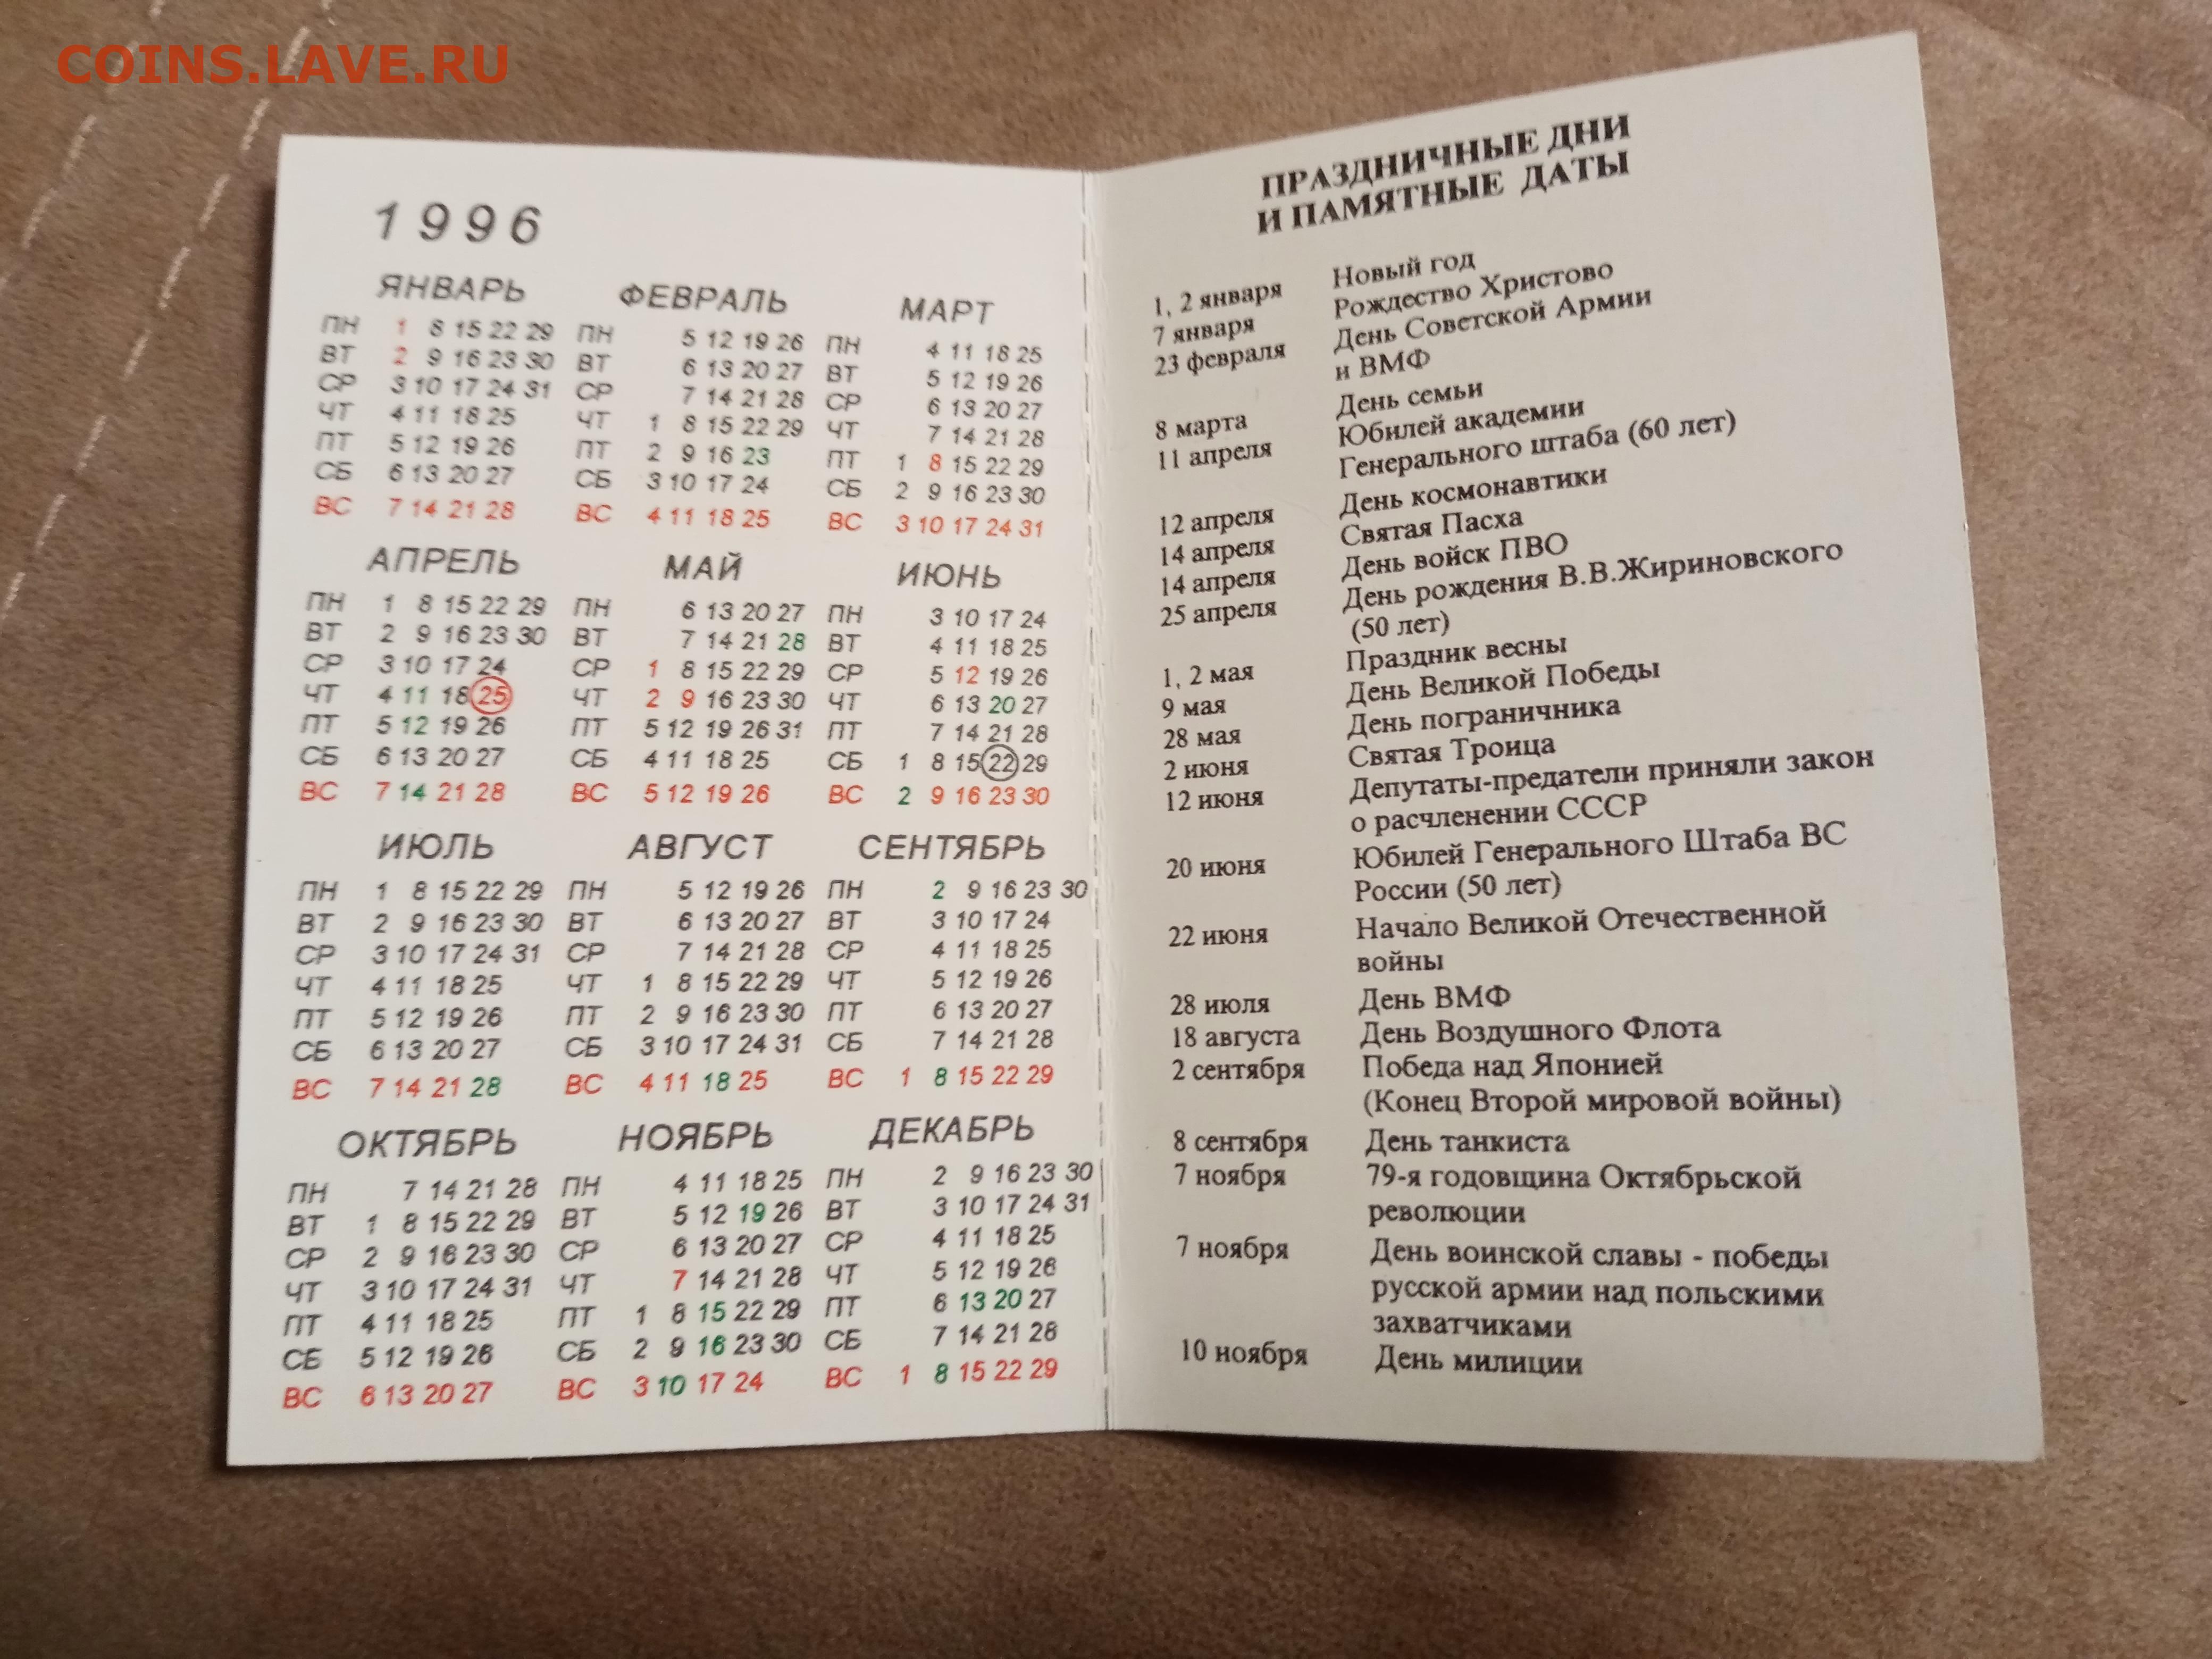 COINS.LAVE.RU
1996
ЯНВАРЬ ФЕВРАЛЬ МАРТ
ПН 1 8 15 22 29 ПН 5 12 19 26 ПН 4 11 18 25
ВТ 2 9 16 23 30 ВТ 6 13 20 27 ВТ 5 12 19 26
СР 3 10 17 24 31 СР 7 14 21 28 СР 6 13 20 27
ЧТ 4 11 18 25 ЧТ 1 8 15 22 29 ЧТ 7 14 21 28
ПТ 5 12 19 26 ПТ 2 9 16 23 ПТ 1 8 15 22 29
СБ 6 13 20 27 СБ 3 10 17 24 СБ 2 9 16 23 30
ВС 7 14 21 28 ВС 4 11 18 25 ВС 3 10 17 24 31
АПРЕЛЬ МАЙ ИЮНЬ
ПН 1 8 15 22 29 ПН 6 13 20 27 ПН 3 10 17 24
ВТ 2 9 16 23 30 ВТ 7 14 21 28 ВТ 4 11 18 25
СР 3 10 17 24 СР 1 8 15 22 29 СР 5 12 19 26
ЧТ 4 11 18 25 ЧТ 2 9 16 23 30 ЧТ 6 13 20 27
ПТ 5 12 19 26 ПТ 5 12 19 26 31 ПТ 7 14 21 28
СБ 6 13 20 27 СБ 4 11 18 25 СБ 1 8 15 22 29
ВС 7 14 21 28 ВС 5 12 19 26 ВС 2 9 16 23 30
ИЮЛЬ АВГУСТ СЕНТЯБРЬ
ПН 1 8 15 22 29 ПН 5 12 19 26 ПН 2 9 16 23 30
ВТ 2 9 16 23 30 ВТ 6 13 20 27 ВТ 3 10 17 24
СР 3 10 17 24 31 СР 7 14 21 28 СР 4 11 18 25
ЧТ 4 11 18 25 ЧТ 1 8 15 22 29 ЧТ 5 12 19 26
ПТ 5 12 19 26 ПТ 2 9 16 23 30 ПТ 6 13 20 27
СБ 6 13 20 27 СБ 3 10 17 24 31 СБ 7 14 21 28
ВС 7 14 21 28 ВС 4 11 18 25 ВС 1 8 15 22 29
ОКТЯБРЬ НОЯБРЬ ДЕКАБРЬ
ПН 7 14 21 28 ПН 4 11 18 25 ПН 2 9 16 23 30
ВТ 1 8 15 22 29 ВТ 5 12 19 26 ВТ 3 10 17 24 31
СР 2 9 16 23 30 СР 6 13 20 27 СР 4 11 18 25
ЧТ 3 10 17 24 31 ЧТ 7 14 21 28 ЧТ 5 12 19 26
ПТ 4 11 18 25 ПТ 1 8 15 22 29 ПТ 6 13 20 27
СБ 5 12 19 26 СБ 2 9 16 23 30 СБ 7 14 21 28
ВС 6 13 20 27 ВС 3 10 17 24 ВС 1 8 15 22 29
ПРАЗДНИЧНЫЕ ДНИ
И ПАМЯТНЫЕ ДАТЫ
1, 2 января Новый год
7 января Рождество Христово
23 февраля День Советской Армии
и ВМФ
8 марта День семьи
11 апреля Юбилей академии
Генерального штаба (60 лет)
12 апреля День космонавтики
14 апреля Святая Пасха
14 апреля День войск ПВО
25 апреля День рождения В.В.Жириновского
(50 лет)
1, 2 мая Праздник весны
9 мая День Великой Победы
28 мая День пограничника
2 июня Святая Троица
12 июня Депутаты-предатели приняли закон
о расчленении СССР
20 июня Юбилей Генерального Штаба ВС
России (50 лет)
22 июня Начало Великой Отечественной
войны
28 июля День ВМФ
18 августа День Воздушного Флота
2 сентября Победа над Японией
(Конец Второй мировой войны)
8 сентября День танкиста
7 ноября 79-я годовщина Октябрьской
революции
7 ноября День воинской славы - победы
русской армии над польскими
захватчиками
10 ноября День милиции